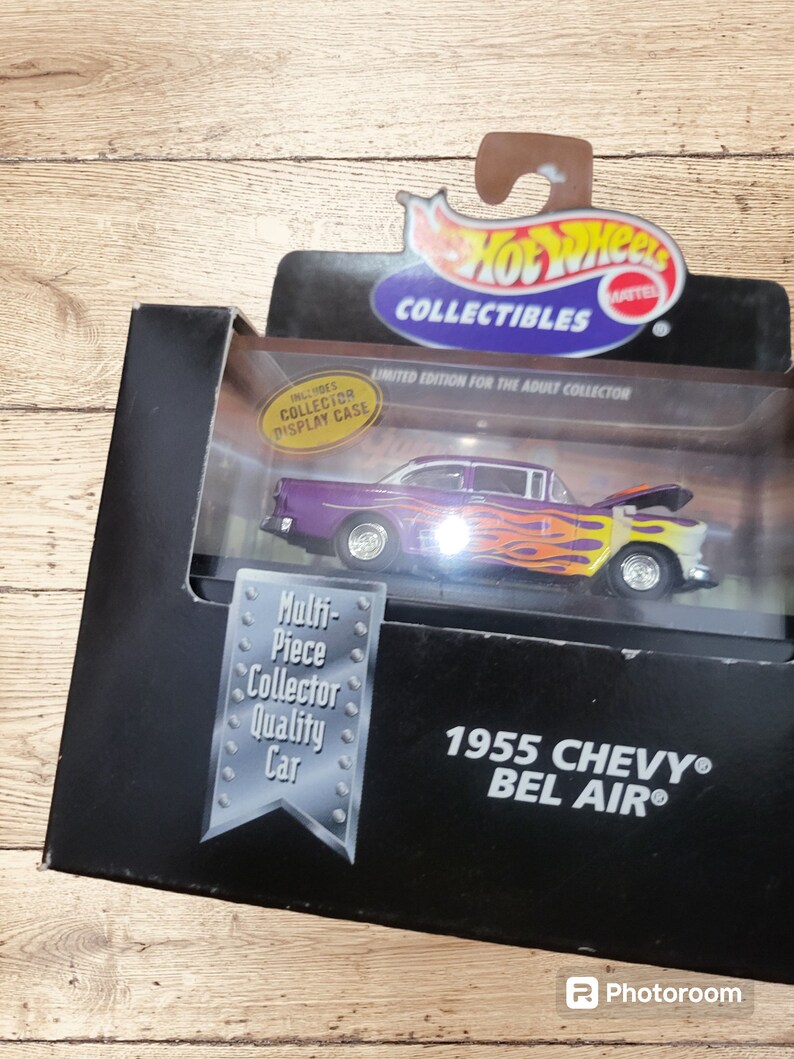 HOT WHEELS
MATTEL
COLLECTIBLES
®
LIMITED EDITION FOR THE ADULT COLLECTOR
INCLUDES
COLLECTOR
DISPLAY CASE
Multi-
Piece
Collector
Quality
Car
1955 CHEVY®
BEL AIR®
Photoroom